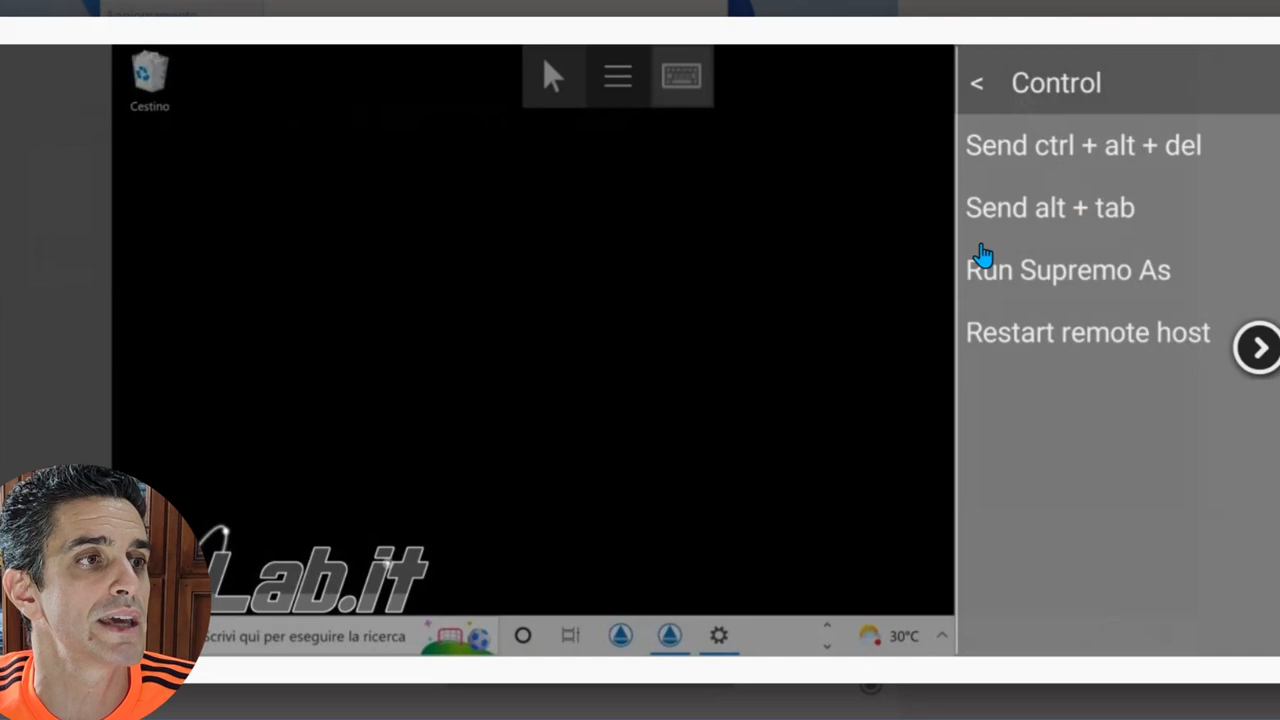 Cestino
< Control
Send ctrl + alt + del
Send alt + tab
Run Supremo As
Restart remote host
Lab.it
Scrivi qui per eseguire la ricerca
30°C